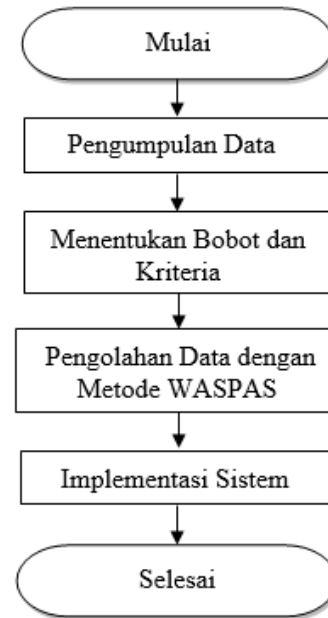 Mulai
Pengumpulan Data
Menentukan Bobot dan
Kriteria
Pengolahan Data dengan
Metode WASPAS
Implementasi Sistem
Selesai